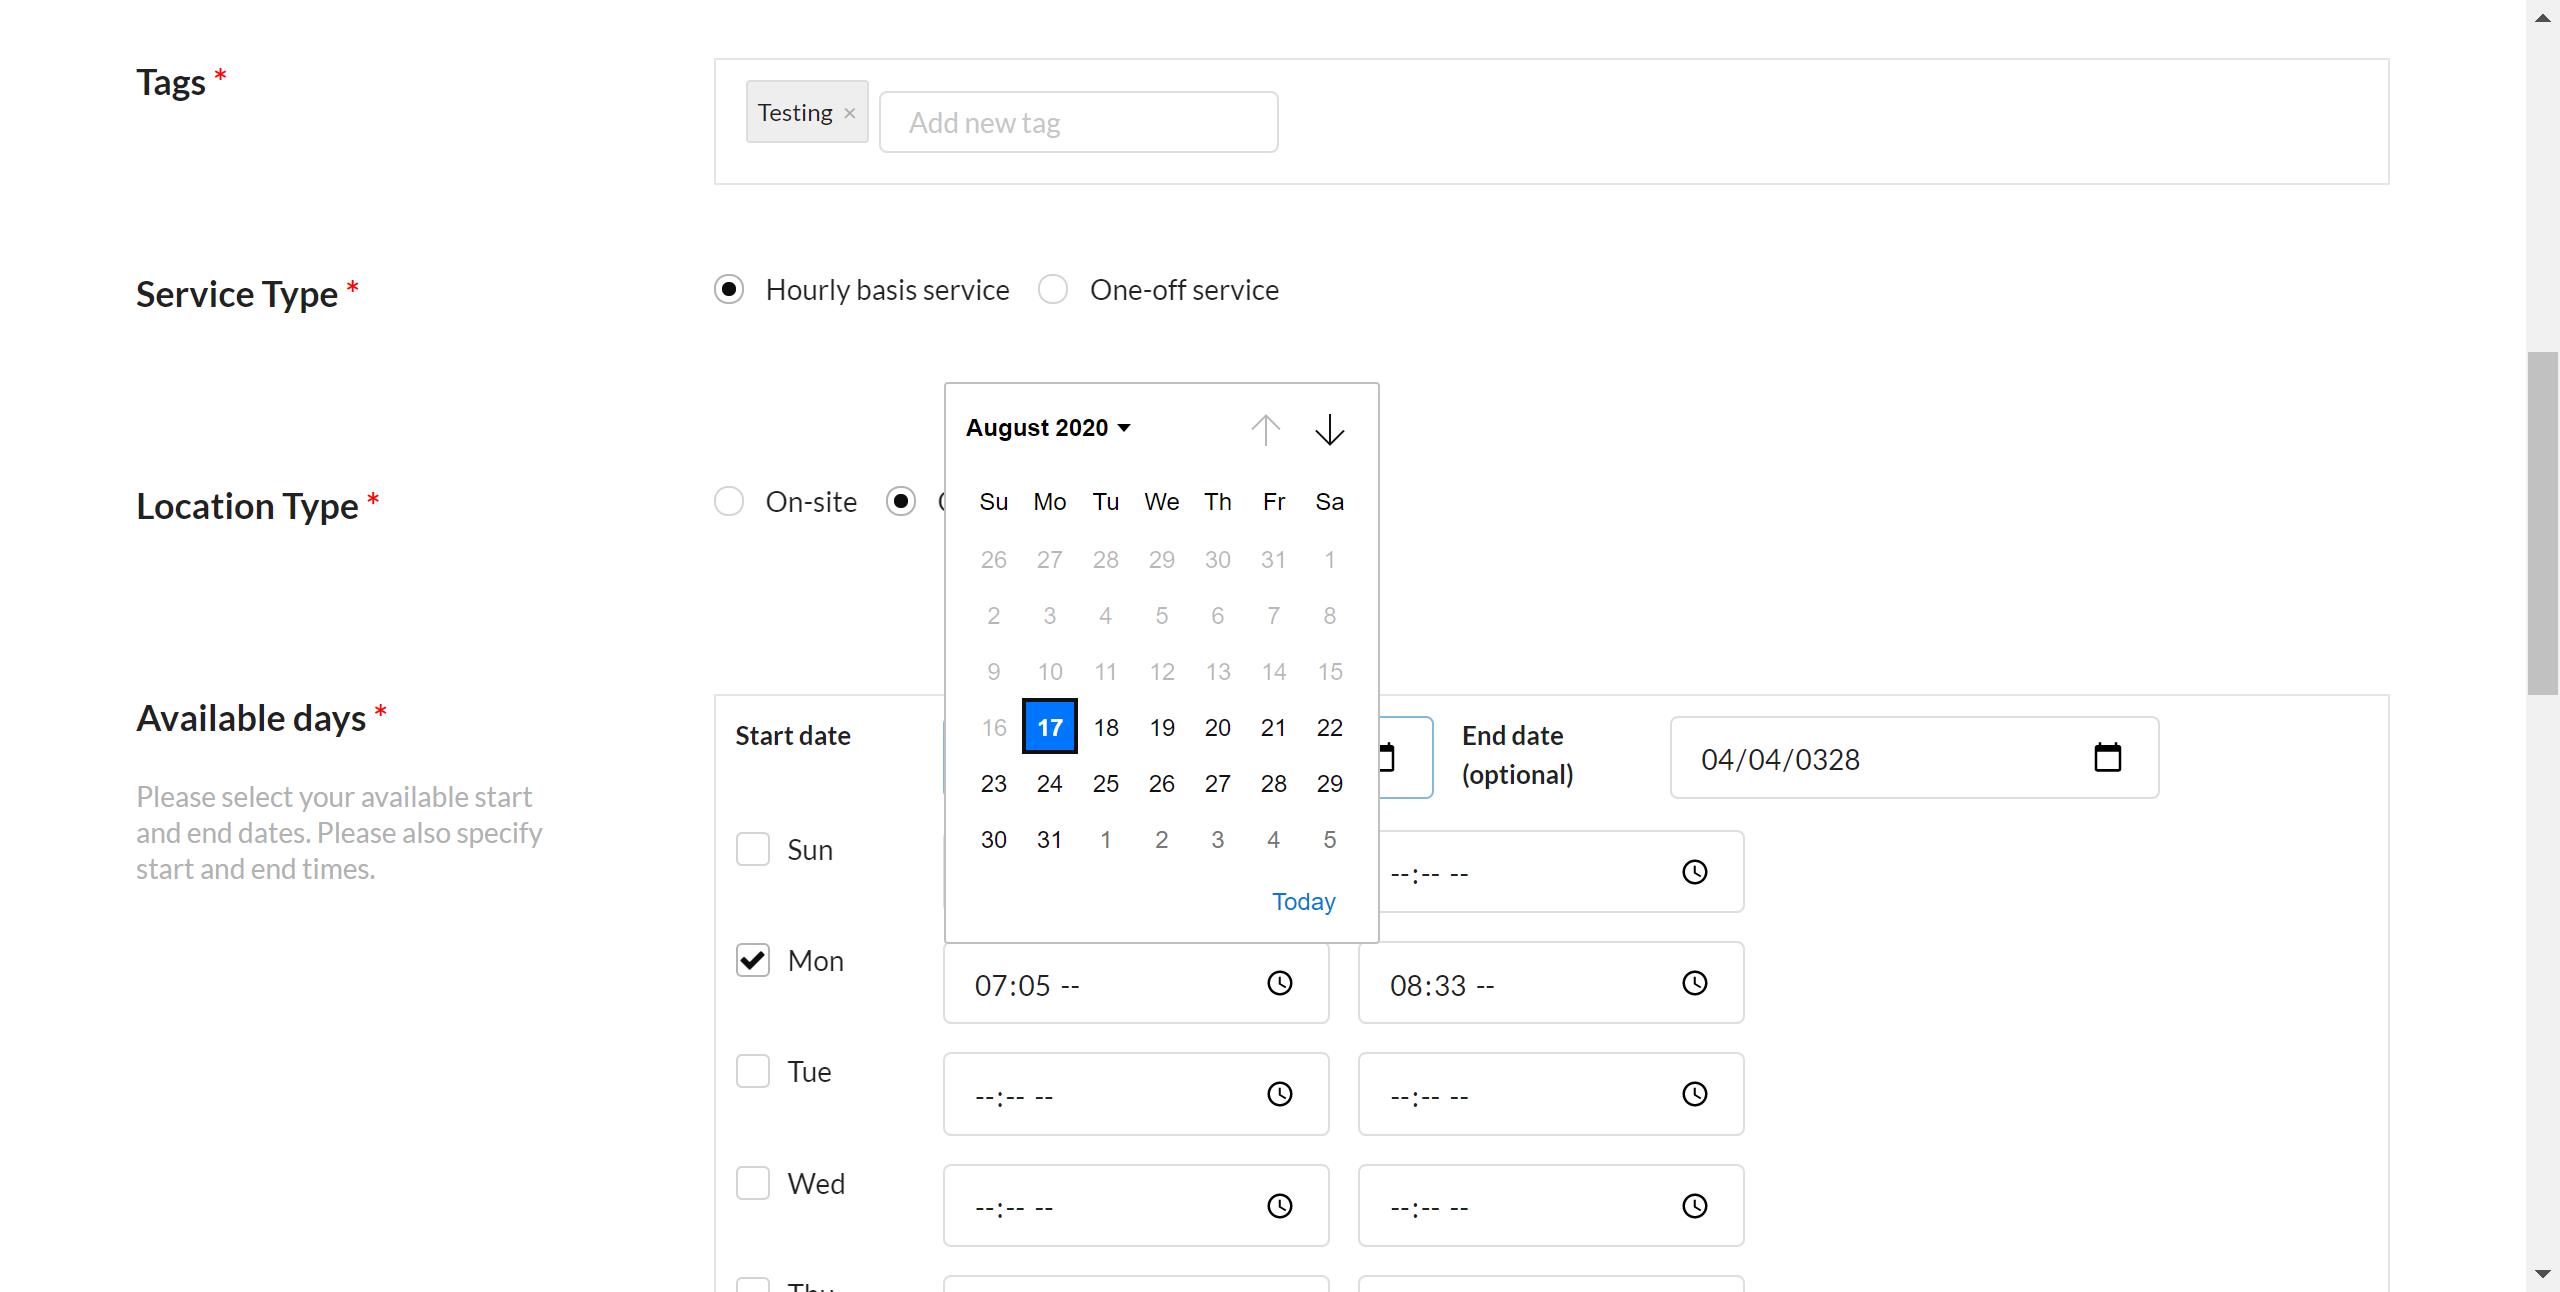 Tags *
Testing ×
Add new tag
Service Type *
Hourly basis service
One-off service
Location Type *
On-site
August 2020
Su Mo Tu We Th Fr Sa
26 27 28 29 30 31 1
2 3 4 5 6 7 8
9 10 11 12 13 14 15
16 17 18 19 20 21 22
23 24 25 26 27 28 29
30 31 1 2 3 4 5
Today
Available days *
Please select your available start
and end dates. Please also specify
start and end times.
Start date
End date
(optional)
04/04/0328
Sun
--:-- --
Mon
07:05 --
08:33 --
Tue
--:-- --
--:-- --
Wed
--:-- --
--:-- --